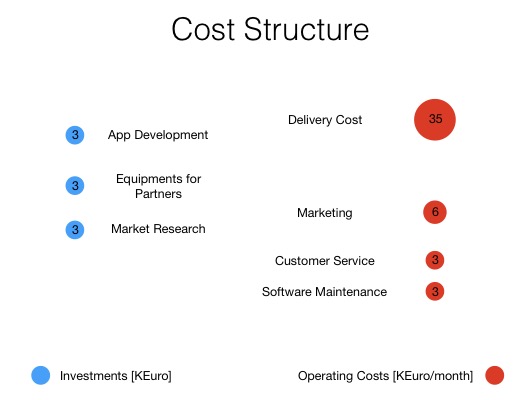 Cost Structure
3 App Development
3 Equipments for
Partners
3 Market Research
Delivery Cost 35
Marketing 6
Customer Service 3
Software Maintenance 3
Investments [KEuro]
Operating Costs [KEuro/month]